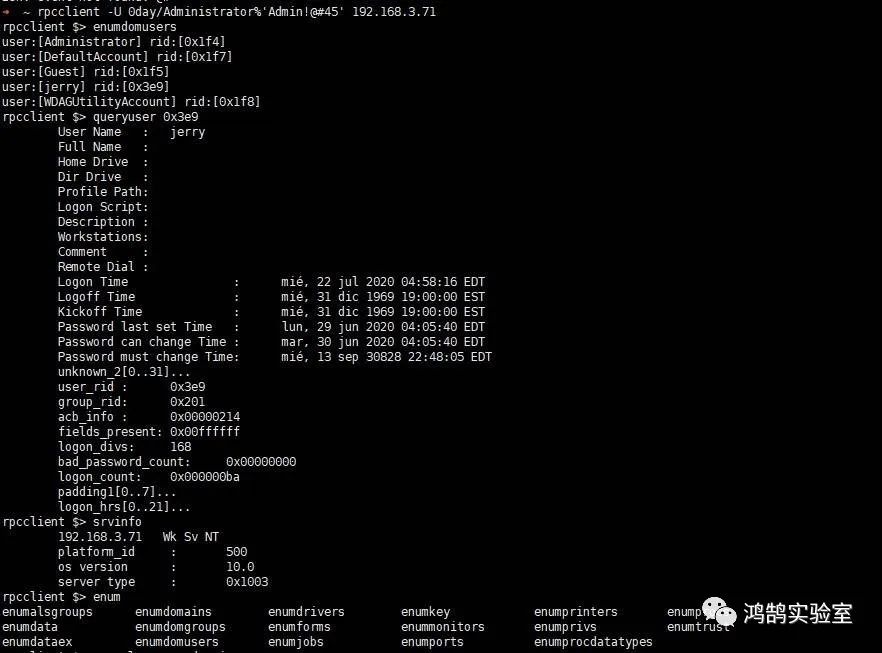 ➜ ~ rpcclient -U 0day/Administrator%'Admin!@#45' 192.168.3.71
rpcclient $> enumdomusers
user:[Administrator] rid:[0x1f4]
user:[DefaultAccount] rid:[0x1f7]
user:[Guest] rid:[0x1f5]
user:[jerry] rid:[0x3e9]
user:[WDAGUtilityAccount] rid:[0x1f8]
rpcclient $> queryuser 0x3e9
User Name : jerry
Full Name :
Home Drive :
Dir Drive :
Profile Path:
Logon Script:
Description :
Workstations:
Comment :
Remote Dial :
Logon Time : mié, 22 jul 2020 04:58:16 EDT
Logoff Time : mié, 31 dic 1969 19:00:00 EST
Kickoff Time : mié, 31 dic 1969 19:00:00 EST
Password last set Time : lun, 29 jun 2020 04:05:40 EDT
Password can change Time : mar, 30 jun 2020 04:05:40 EDT
Password must change Time: mié, 13 sep 30828 22:48:05 EDT
unknown_2[0..31]...
user_rid : 0x3e9
group_rid: 0x201
acb_info : 0x00000214
fields_present: 0x00ffffff
logon_divs: 168
bad_password_count: 0x00000000
logon_count: 0x000000ba
padding1[0..7]...
logon_hrs[0..21]...
rpcclient $> srvinfo
192.168.3.71 Wk Sv NT
platform_id : 500
os version : 10.0
server type : 0x1003
rpcclient $> enum
enumalsgroups enumdomains enumdrivers enumkey enumprinters
enumdata enumdomgroups enumforms enummonitors enumprivs enumtrust
enumdataex enumdomusers enumjobs enumports enumprocdatatypes
鸿鹄实验室